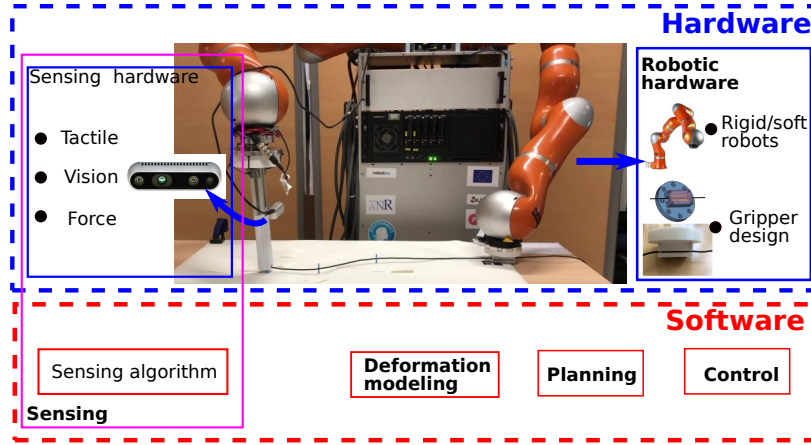 Hardware
Sensing hardware
Tactile
Vision
Force
Robotic
hardware
Rigid/soft
robots
Gripper
design
ANR
Software
Sensing algorithm
Deformation
modeling
Planning
Control
Sensing